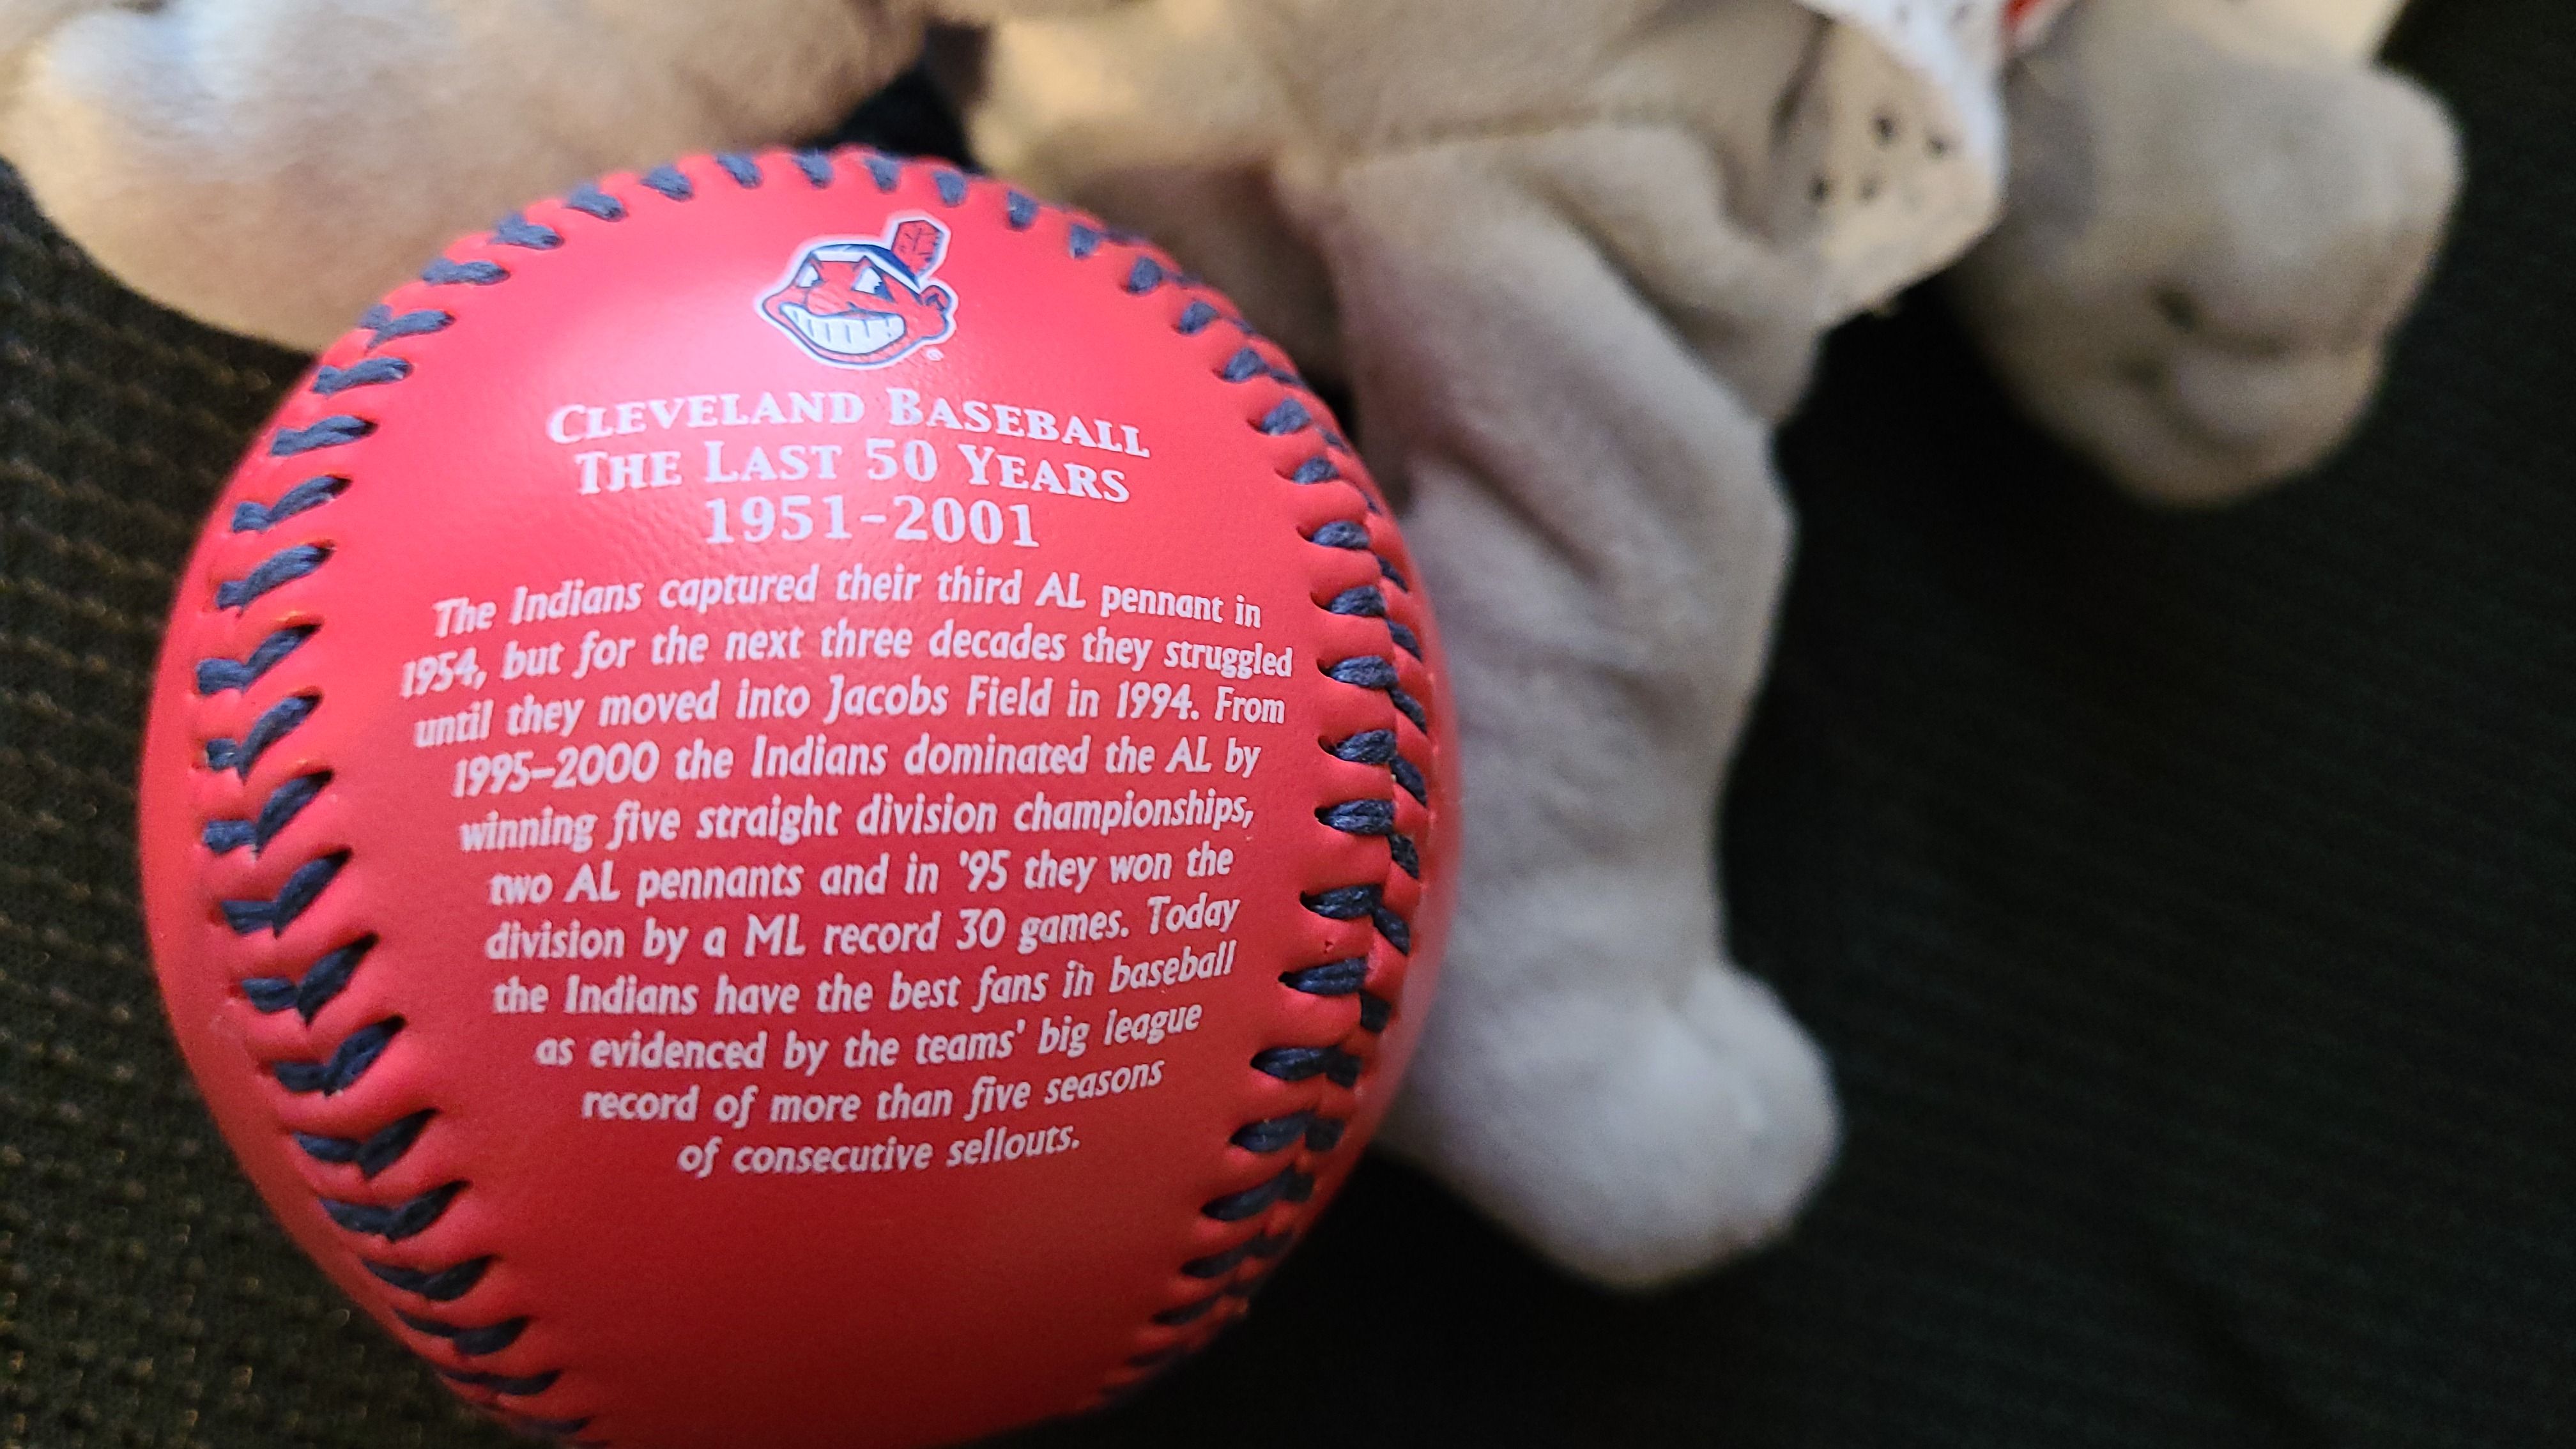 CLEVELAND BASEBALL
THE LAST 50 YEARS
1951-2001
The Indians captured their third AL pennant in
1954, but for the next three decades they struggled
until they moved into Jacobs Field in 1994. From
1995-2000 the Indians dominated the AL by
winning five straight division championships,
two AL pennants and in '95 they won the
division by a ML record 30 games. Today
the Indians have the best fans in baseball
as evidenced by the teams' big league
record of more than five seasons
of consecutive sellouts.